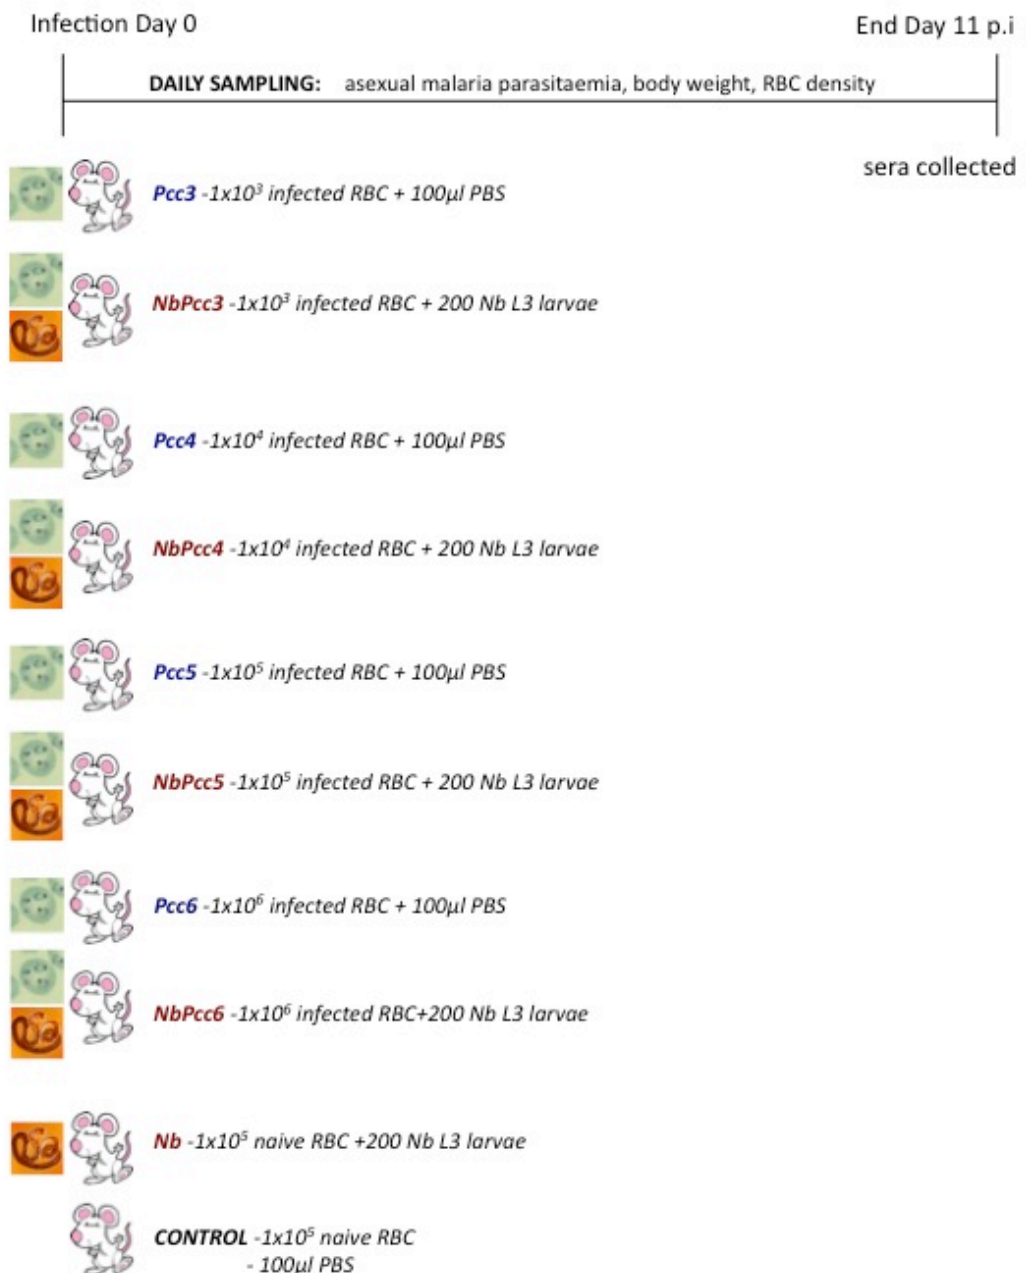 Infection Day 0
End Day 11 p.i
DAILY SAMPLING: asexual malaria parasitaemia, body weight, RBC density
sera collected
Pcc3 -1x10³ infected RBC + 100µl PBS
NbPcc3 -1x10³ infected RBC + 200 Nb L3 larvae
Pcc4 -1x10⁴ infected RBC + 100µl PBS
NbPcc4 -1x10⁴ infected RBC + 200 Nb L3 larvae
Pcc5 -1x10⁵ infected RBC + 100µl PBS
NbPcc5 -1x10⁵ infected RBC + 200 Nb L3 larvae
Pcc6 -1x10⁶ infected RBC + 100µl PBS
NbPcc6 -1x10⁶ infected RBC+200 Nb L3 larvae
Nb -1x10⁵ naive RBC +200 Nb L3 larvae
CONTROL -1x10⁵ naive RBC
- 100µl PBS